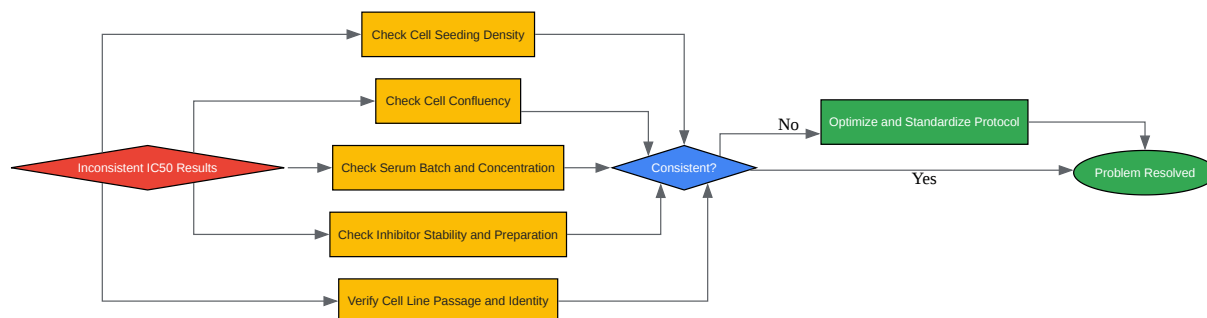 Check Cell Seeding Density
Check Cell Confluency
No
Optimize and Standardize Protocol
Inconsistent IC50 Results
Check Serum Batch and Concentration
Consistent?
Yes
Problem Resolved
Check Inhibitor Stability and Preparation
Verify Cell Line Passage and Identity